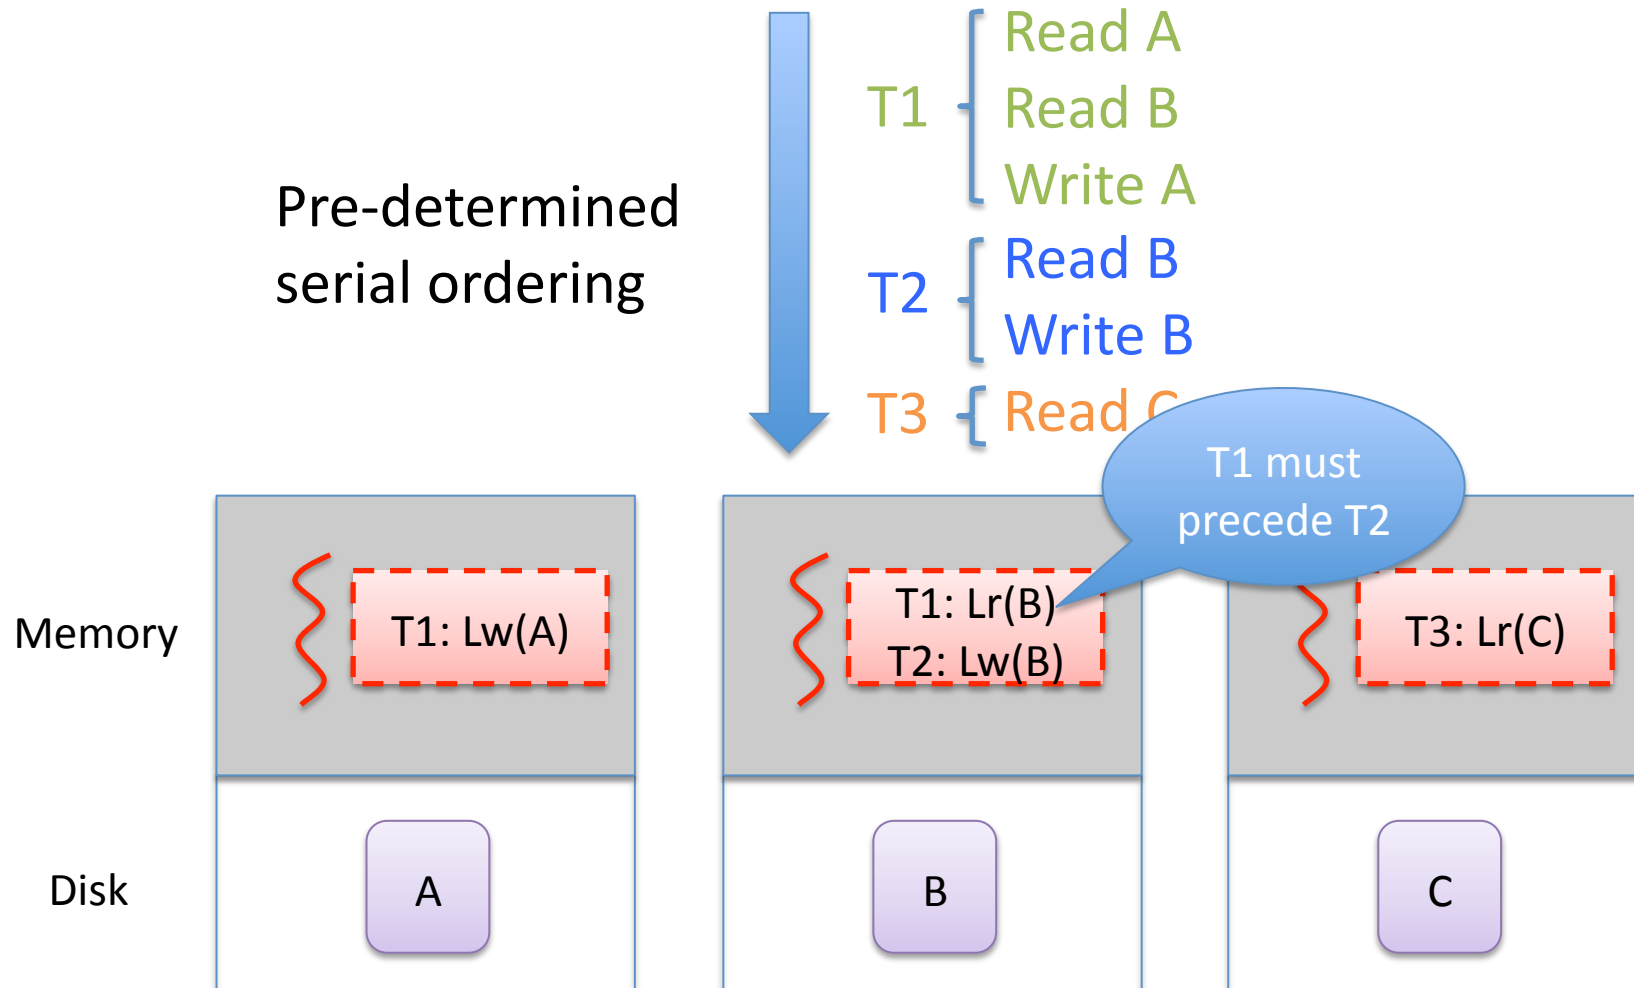 Pre-determined
serial ordering
T1
Read A
Read B
Write A
T2
Read B
Write B
T3
Read C
T1 must
precede T2
Memory
T1: Lw(A)
T1: Lr(B)
T2: Lw(B)
T3: Lr(C)
Disk
A
B
C